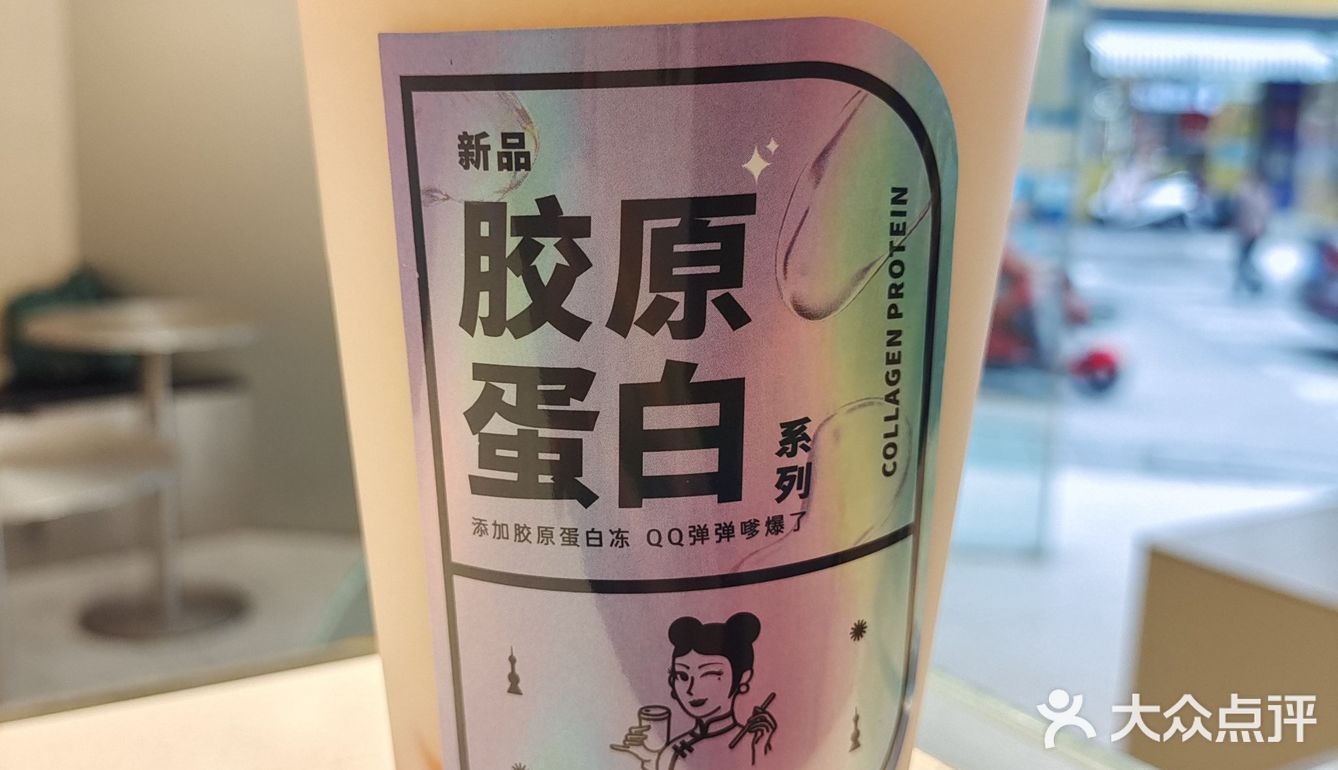 新品
胶原
蛋白
系列
COLLAGEN PROTEIN
添加胶原蛋白冻 QQ弹弹嗲爆了
大众点评